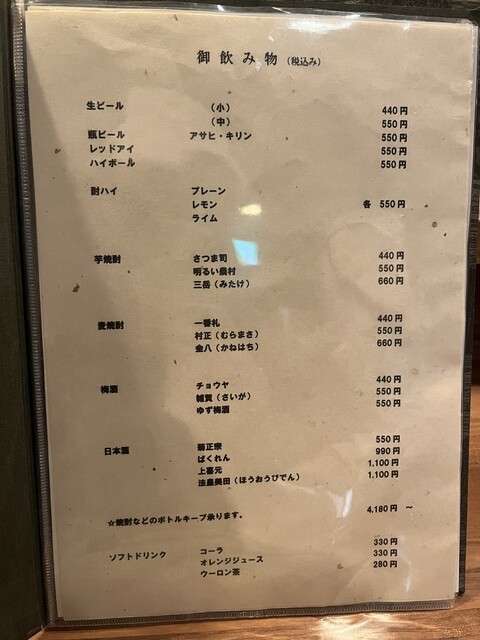 御飲み物（税込み）
生ビール （小） 440円
（中） 550円
瓶ビール アサヒ・キリン 550円
レッドアイ 550円
ハイボール 550円
酎ハイ プレーン
レモン 各 550円
ライム
芋焼酎 さつま司 440円
明るい農村 550円
三岳（みたけ） 660円
麦焼酎 一番札 440円
村正（むらまさ） 550円
金八（かねはち） 660円
梅酒 チョウヤ 440円
雑賀（さいが） 550円
ゆず梅酒 550円
日本酒 菊正宗 550円
ばくれん 990円
上喜元 1,100円
法皇美田（ほうおうびでん） 1,100円
☆焼酎などのボトルキープ承ります。 4,180円 ～
ソフトドリンク コーラ 330円
オレンジジュース 330円
ウーロン茶 280円